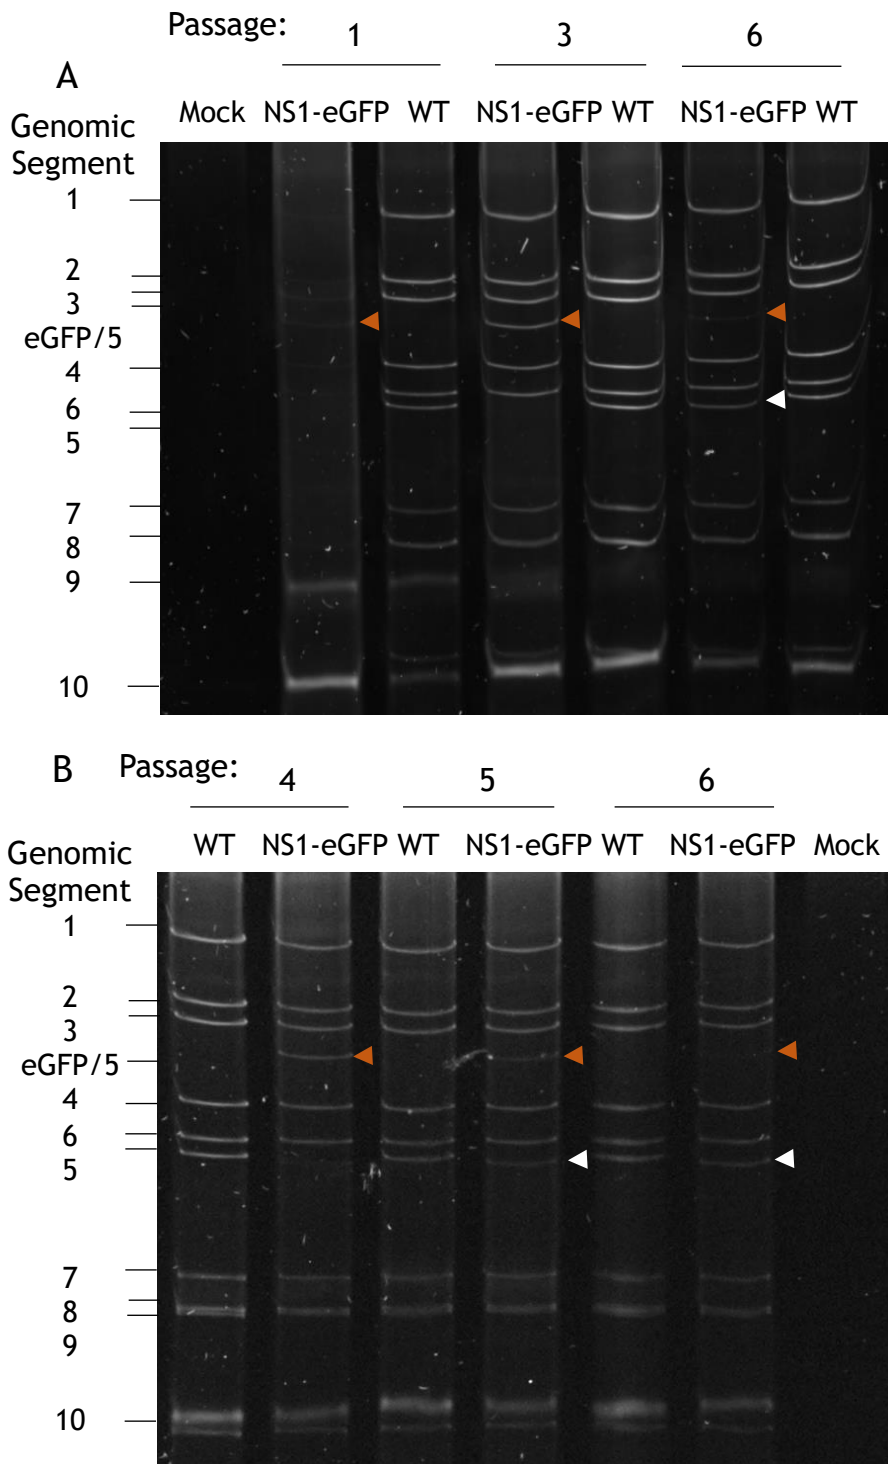 Passage: 1 3 6
A
Mock NS1-eGFP WT NS1-eGFP WT NS1-eGFP WT
Genomic
Segment
1
2
3
eGFP/5
4
6
5
7
8
9
10
B Passage: 4 5 6
WT NS1-eGFP WT NS1-eGFP WT NS1-eGFP Mock
Genomic
Segment
1
2
3
eGFP/5
4
6
5
7
8
9
10